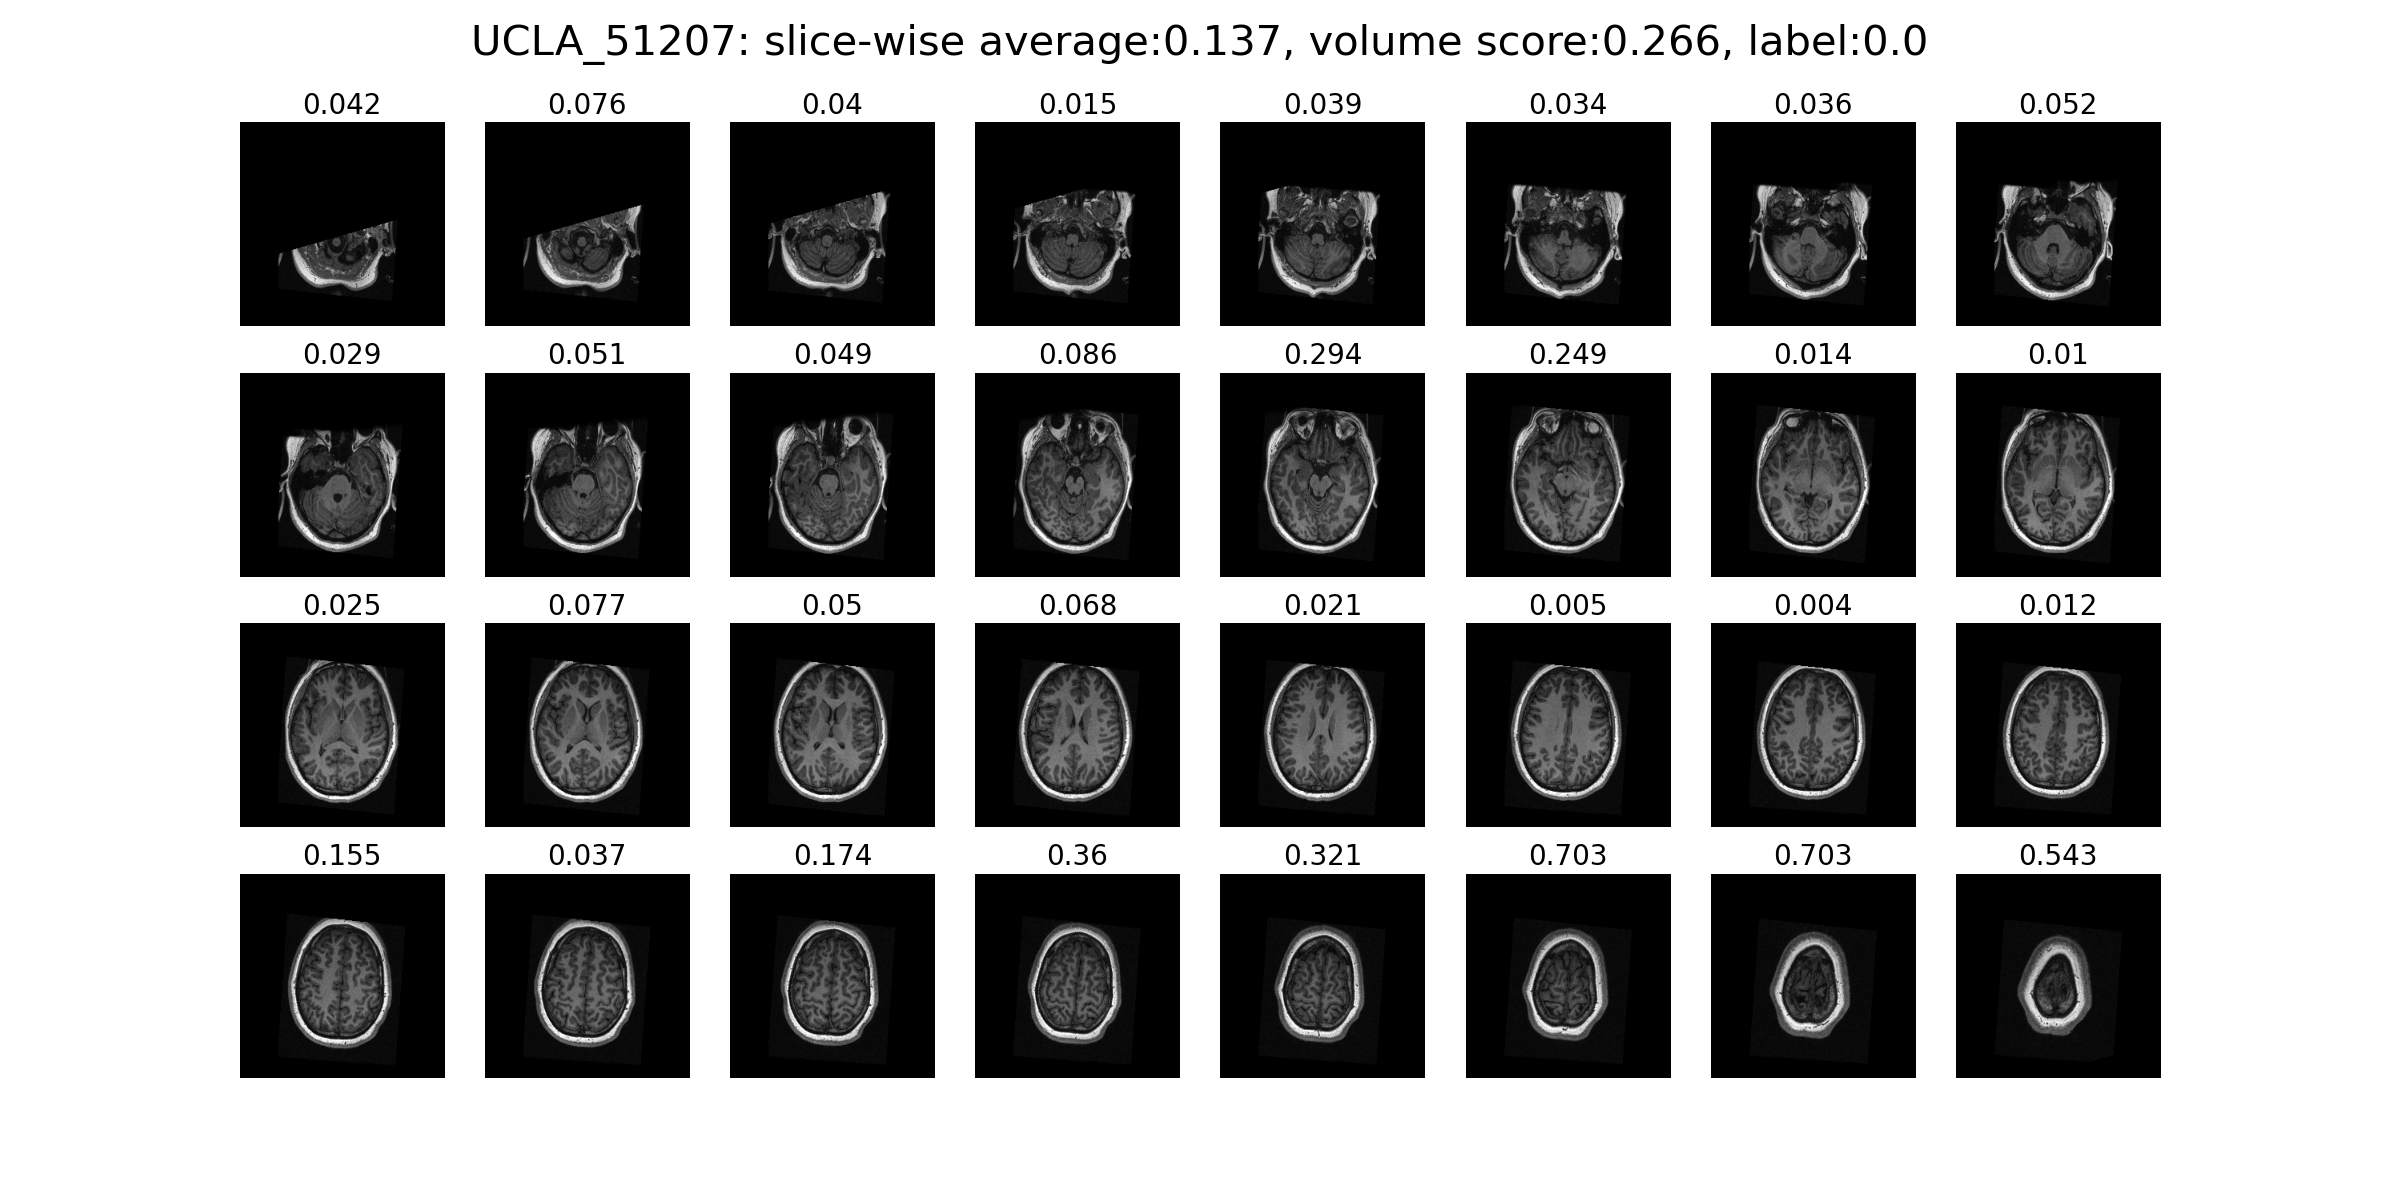 UCLA_51207: slice-wise average:0.137, volume score:0.266, label:0.0
0.042 0.076 0.04 0.015 0.039 0.034 0.036 0.052
0.029 0.051 0.049 0.086 0.294 0.249 0.014 0.01
0.025 0.077 0.05 0.068 0.021 0.005 0.004 0.012
0.155 0.037 0.174 0.36 0.321 0.703 0.703 0.543